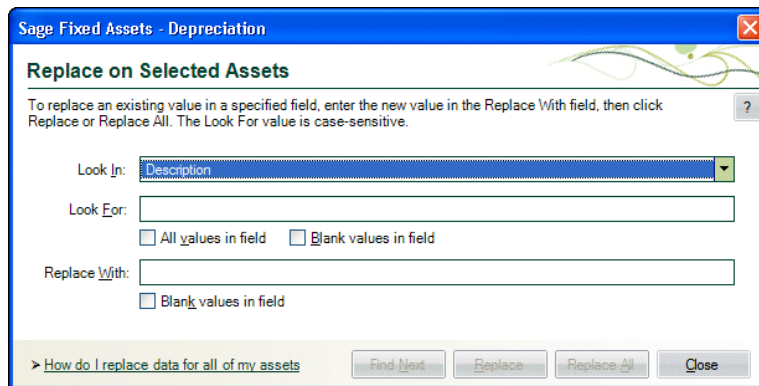 Sage Fixed Assets - Depreciation
Replace on Selected Assets
To replace an existing value in a specified field, enter the new value in the Replace With field, then click
Replace or Replace All. The Look For value is case-sensitive.
?
Look In: Description
Look For:
All values in field Blank values in field
Replace With:
Blank values in field
➤ How do I replace data for all of my assets Find Next Replace Replace All Close